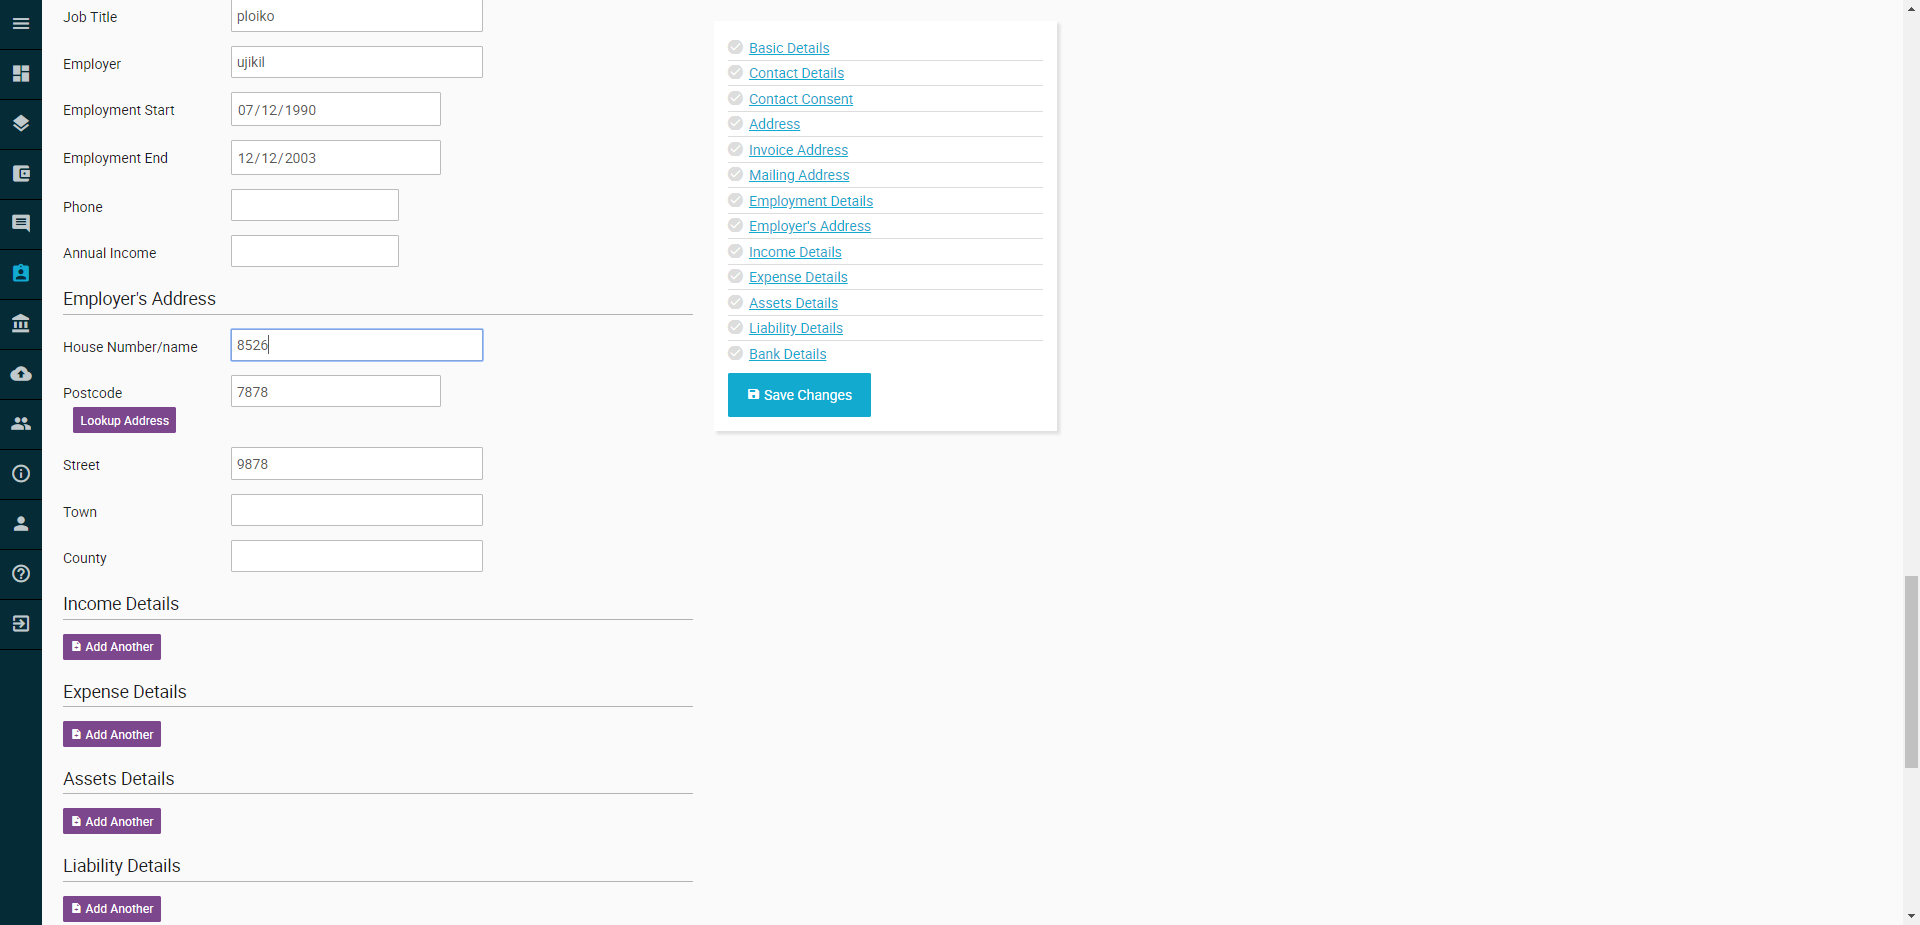 Job Title ploiko
Employer ujikil
Employment Start 07/12/1990
Employment End 12/12/2003
Phone
Annual Income
Employer's Address
House Number/name 8526
Postcode 7878
Lookup Address
Street 9878
Town
County
Income Details
Add Another
Expense Details
Add Another
Assets Details
Add Another
Liability Details
Add Another
Basic Details
Contact Details
Contact Consent
Address
Invoice Address
Mailing Address
Employment Details
Employer's Address
Income Details
Expense Details
Assets Details
Liability Details
Bank Details
Save Changes